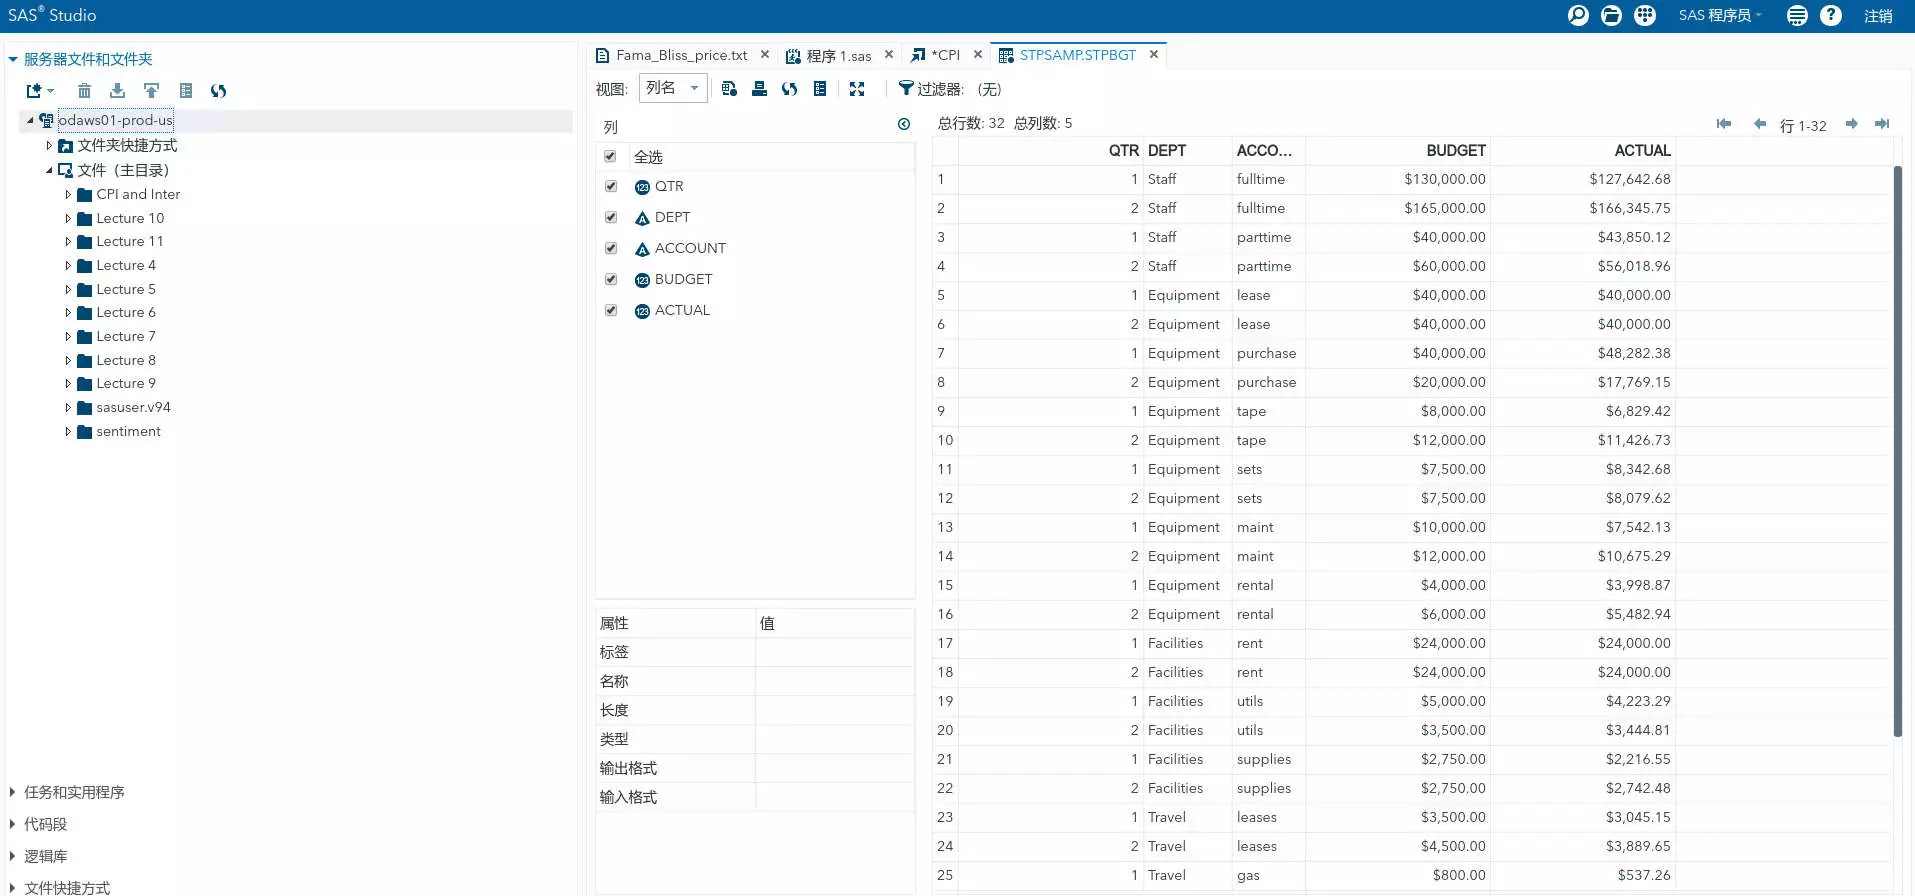 SAS® Studio
SAS 程序员
注销
服务器文件和文件夹
odaws01-prod-us
文件夹快捷方式
文件（主目录）
CPI and Inter
Lecture 10
Lecture 11
Lecture 4
Lecture 5
Lecture 6
Lecture 7
Lecture 8
Lecture 9
sasuser.v94
sentiment
任务和实用程序
代码段
逻辑库
文件快捷方式
Fama_Bliss_price.txt
程序 1.sas
*CPI
STPSAMP.STPBGT
视图: 列名
过滤器: (无)
列
全选
QTR
DEPT
ACCOUNT
BUDGET
ACTUAL
属性 值
标签
名称
长度
类型
输出格式
输入格式
总行数: 32 总列数: 5
行 1-32
QTR DEPT ACCO... BUDGET ACTUAL
1 1 Staff fulltime $130,000.00 $127,642.68
2 2 Staff fulltime $165,000.00 $166,345.75
3 1 Staff parttime $40,000.00 $43,850.12
4 2 Staff parttime $60,000.00 $56,018.96
5 1 Equipment lease $40,000.00 $40,000.00
6 2 Equipment lease $40,000.00 $40,000.00
7 1 Equipment purchase $40,000.00 $48,282.38
8 2 Equipment purchase $20,000.00 $17,769.15
9 1 Equipment tape $8,000.00 $6,829.42
10 2 Equipment tape $12,000.00 $11,426.73
11 1 Equipment sets $7,500.00 $8,342.68
12 2 Equipment sets $7,500.00 $8,079.62
13 1 Equipment maint $10,000.00 $7,542.13
14 2 Equipment maint $12,000.00 $10,675.29
15 1 Equipment rental $4,000.00 $3,998.87
16 2 Equipment rental $6,000.00 $5,482.94
17 1 Facilities rent $24,000.00 $24,000.00
18 2 Facilities rent $24,000.00 $24,000.00
19 1 Facilities utils $5,000.00 $4,223.29
20 2 Facilities utils $3,500.00 $3,444.81
21 1 Facilities supplies $2,750.00 $2,216.55
22 2 Facilities supplies $2,750.00 $2,742.48
23 1 Travel leases $3,500.00 $3,045.15
24 2 Travel leases $4,500.00 $3,889.65
25 1 Travel gas $800.00 $537.26